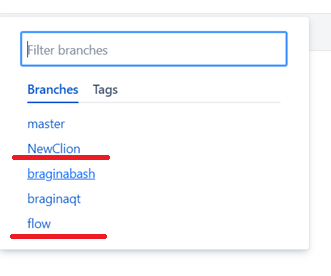 Filter branches
Branches Tags
master
NewClion
braginabash
braginaqt
flow